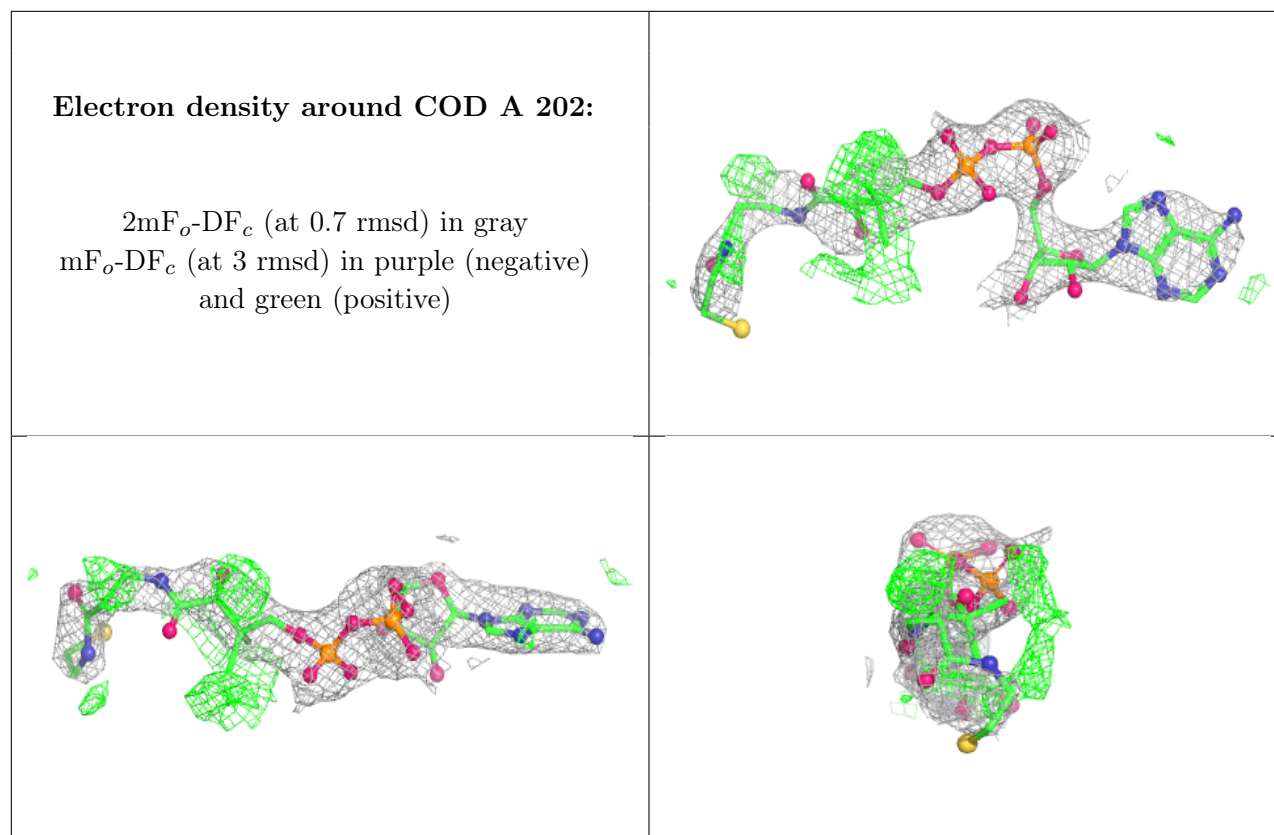 Electron density around COD A 202:
2mFₒ-DF𝒸 (at 0.7 rmsd) in gray
mFₒ-DF𝒸 (at 3 rmsd) in purple (negative)
and green (positive)